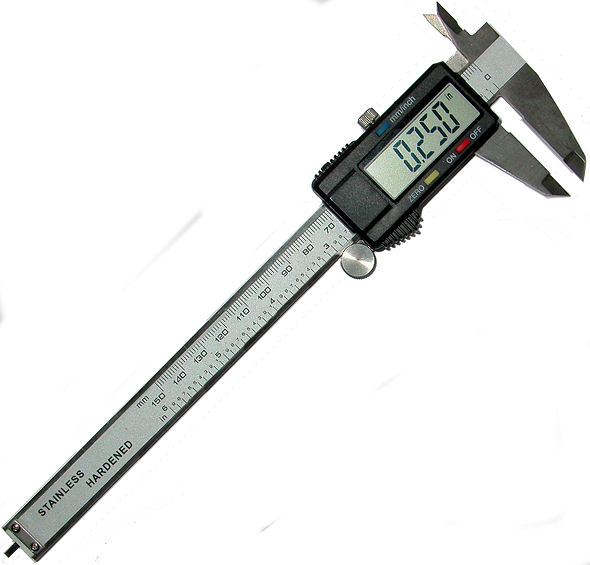 0
in
0.250
mm/inch
ZERO ON OFF
70 80 90 100 110 120 130 140 150
mm
3 4 5 6
in
STAINLESS
HARDENED